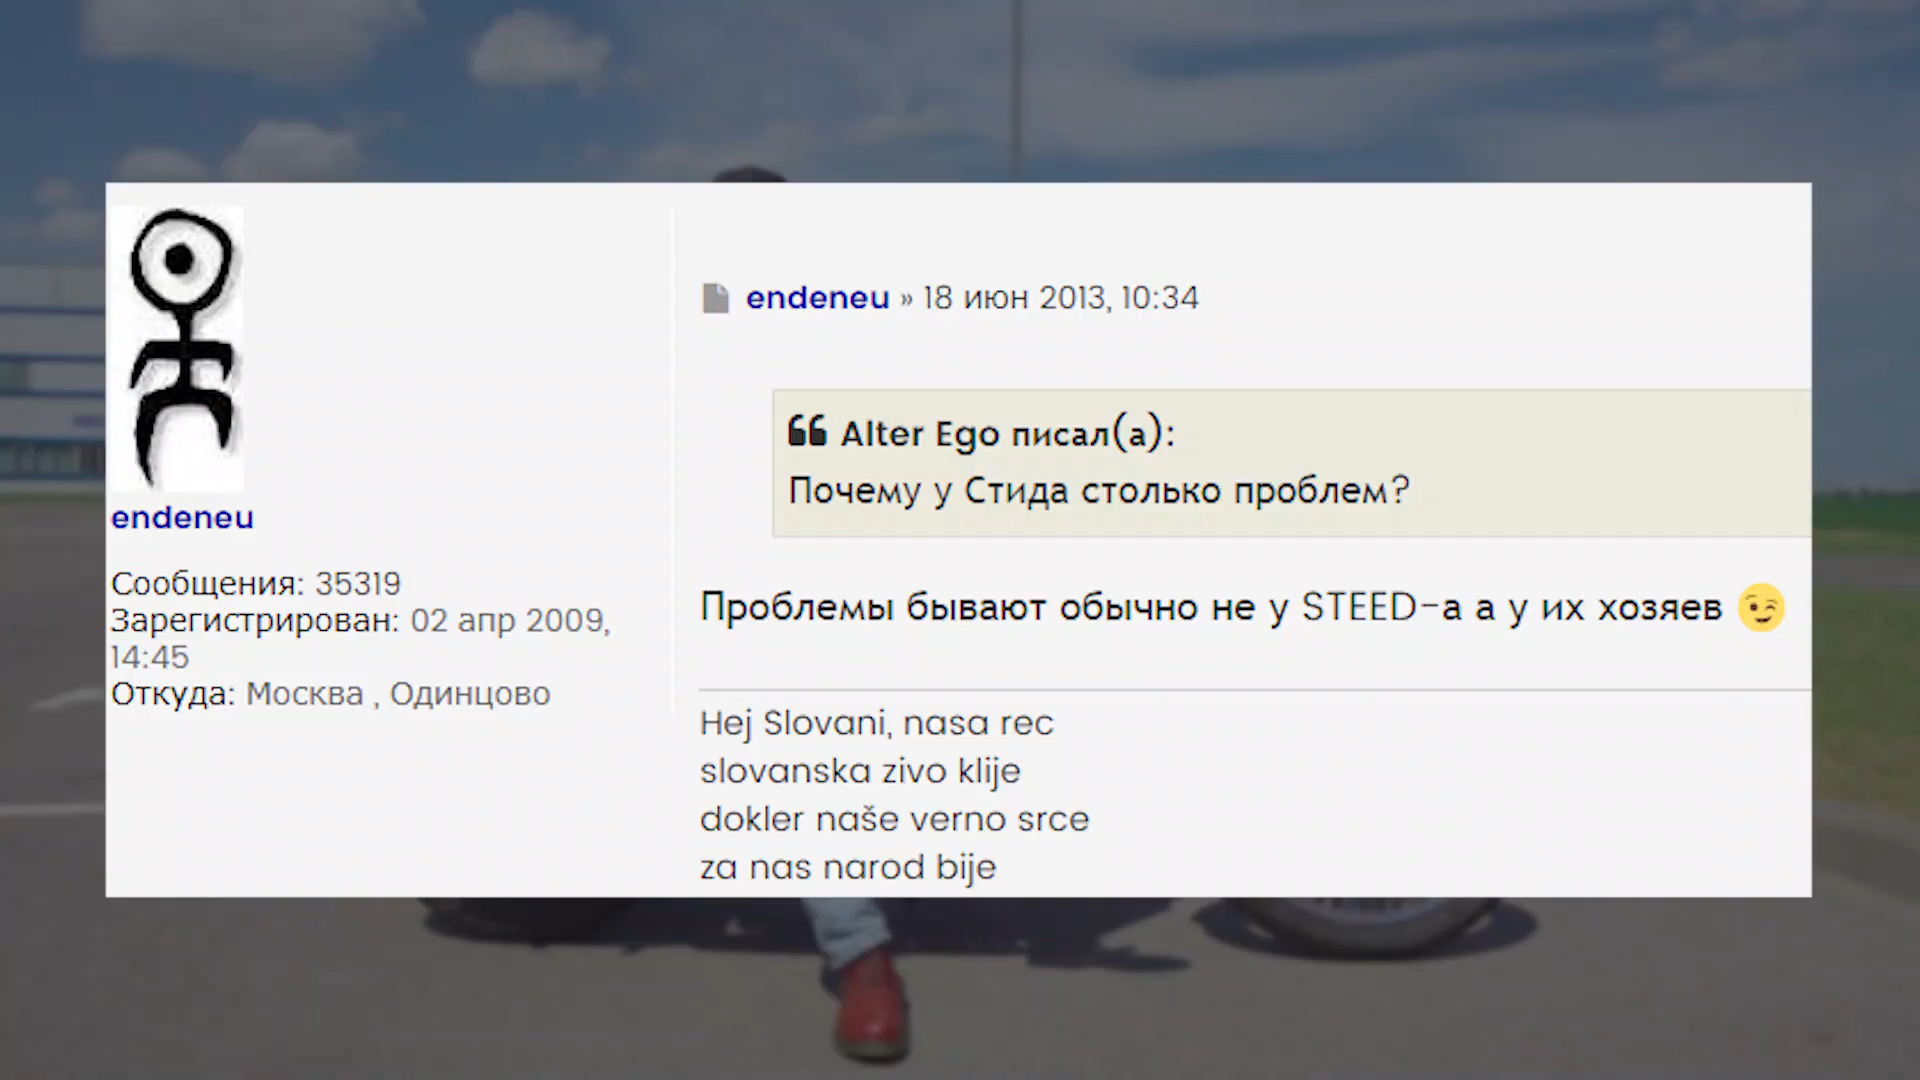 endeneu
Сообщения: 35319
Зарегистрирован: 02 апр 2009,
14:45
Откуда: Москва , Одинцово
endeneu » 18 июн 2013, 10:34
Alter Ego писал(а):
Почему у Стида столько проблем?
Проблемы бывают обычно не у STEED-а а у их хозяев 😉
Hej Slovani, nasa rec
slovanska zivo klije
dokler naše verno srce
za nas narod bije